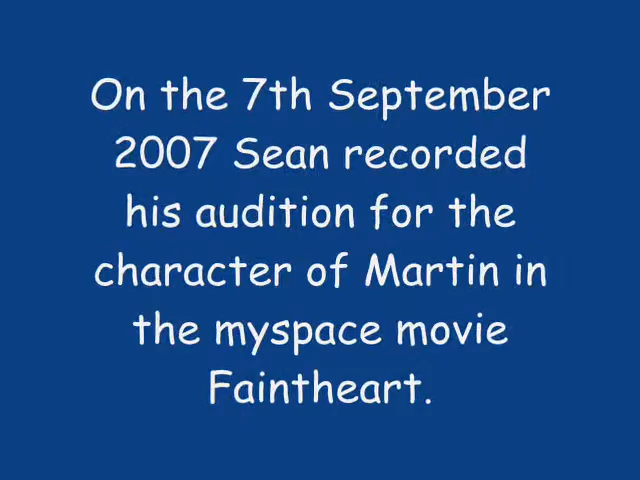 On the 7th September
2007 Sean recorded
his audition for the
character of Martin in
the myspace movie
Faintheart.